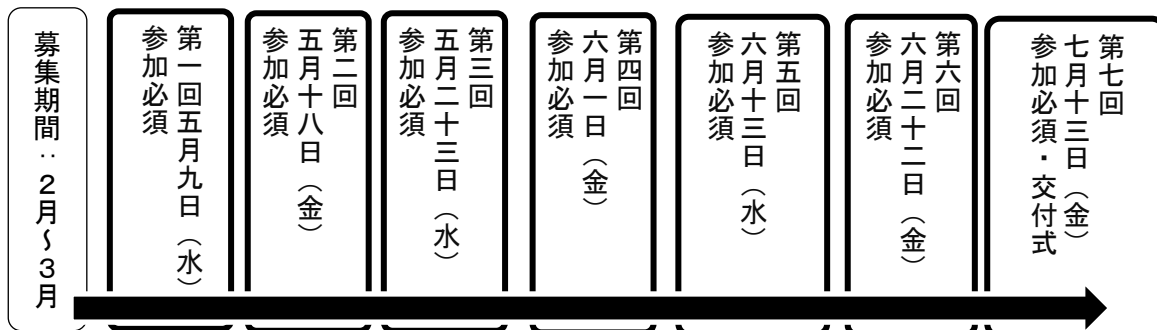 募集期間：２月～３月
第一回五月九日（水）
参加必須
第二回
五月十八日（金）
参加必須
第三回
五月二十三日（水）
参加必須
第四回
六月一日（金）
参加必須
第五回
六月十三日（水）
参加必須
第六回
六月二十二日（金）
参加必須
第七回
七月十三日（金）
参加必須・交付式